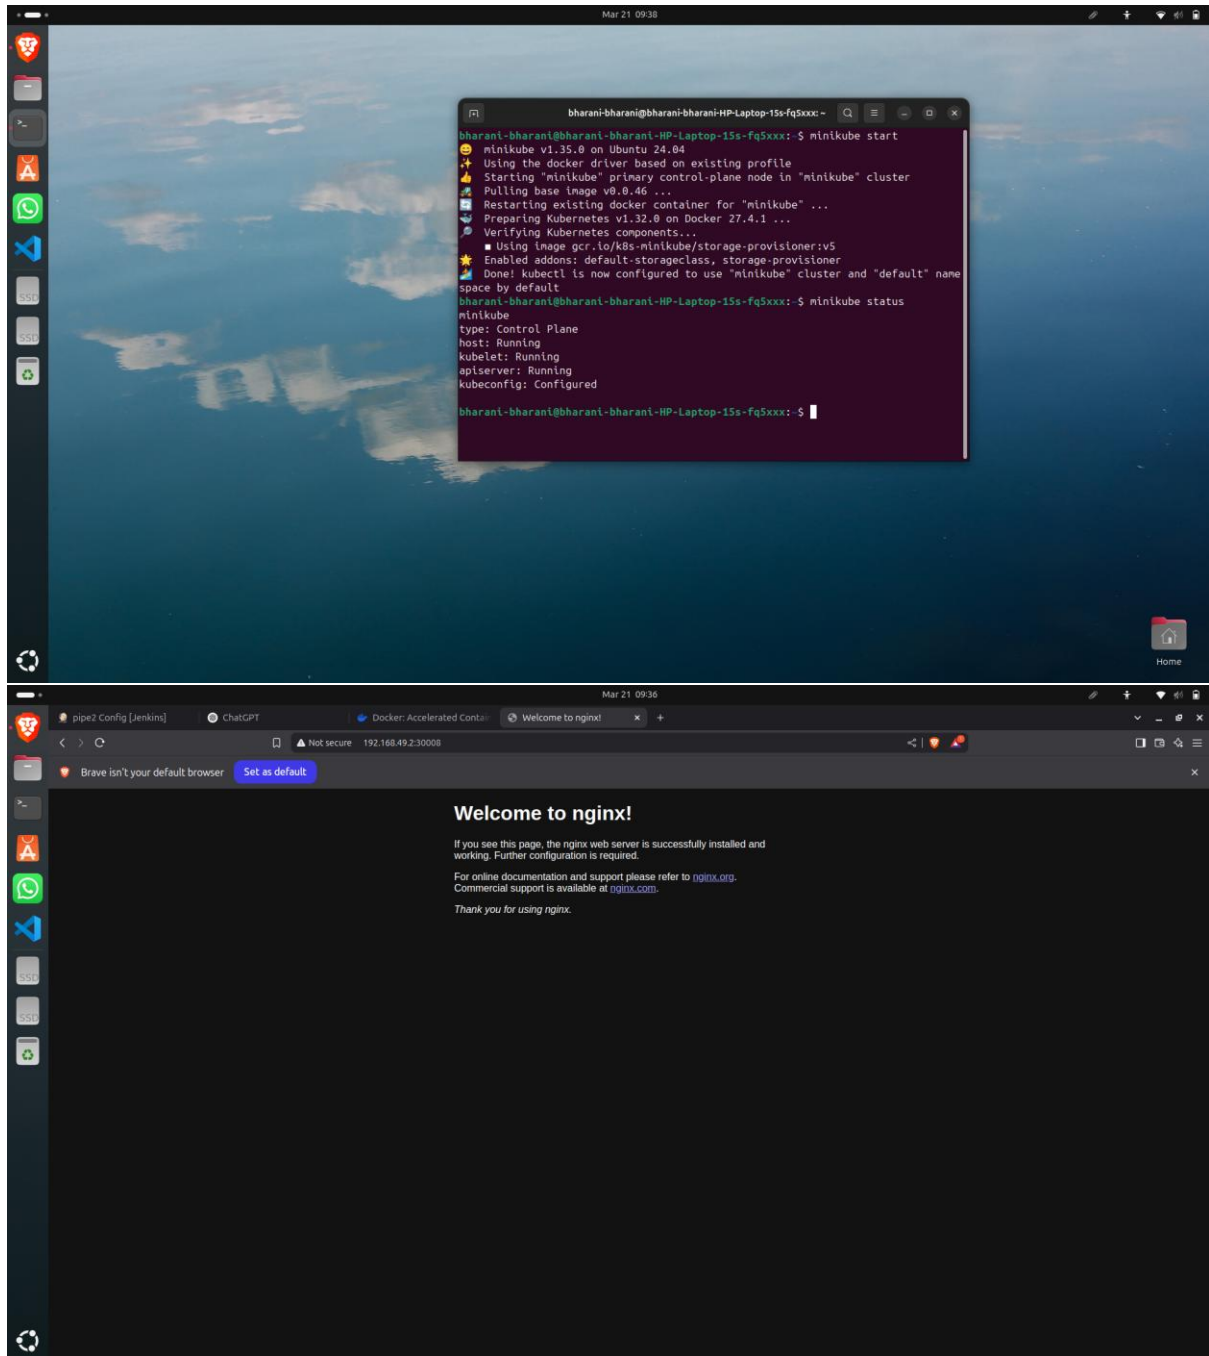 Mar 21 09:38
bharani-bharani@bharani-bharani-HP-Laptop-15s-fq5xxx: ~
bharani-bharani@bharani-bharani-HP-Laptop-15s-fq5xxx:~$ minikube start
minikube v1.35.0 on Ubuntu 24.04
Using the docker driver based on existing profile
Starting "minikube" primary control-plane node in "minikube" cluster
Pulling base image v0.0.46 ...
Restarting existing docker container for "minikube" ...
Preparing Kubernetes v1.32.0 on Docker 27.4.1 ...
Verifying Kubernetes components...
Using image gcr.io/k8s-minikube/storage-provisioner:v5
Enabled addons: default-storageclass, storage-provisioner
Done! kubectl is now configured to use "minikube" cluster and "default" name
space by default
bharani-bharani@bharani-bharani-HP-Laptop-15s-fq5xxx:~$ minikube status
minikube
type: Control Plane
host: Running
kubelet: Running
apiserver: Running
kubeconfig: Configured
bharani-bharani@bharani-bharani-HP-Laptop-15s-fq5xxx:~$
SSD
SSD
Home
Mar 21 09:36
pipe2 Config [Jenkins] ChatGPT Docker: Accelerated Contai Welcome to nginx!
Not secure 192.168.49.2:30008
Brave isn't your default browser Set as default
Welcome to nginx!
If you see this page, the nginx web server is successfully installed and
working. Further configuration is required.
For online documentation and support please refer to nginx.org.
Commercial support is available at nginx.com.
Thank you for using nginx.
SSD
SSD